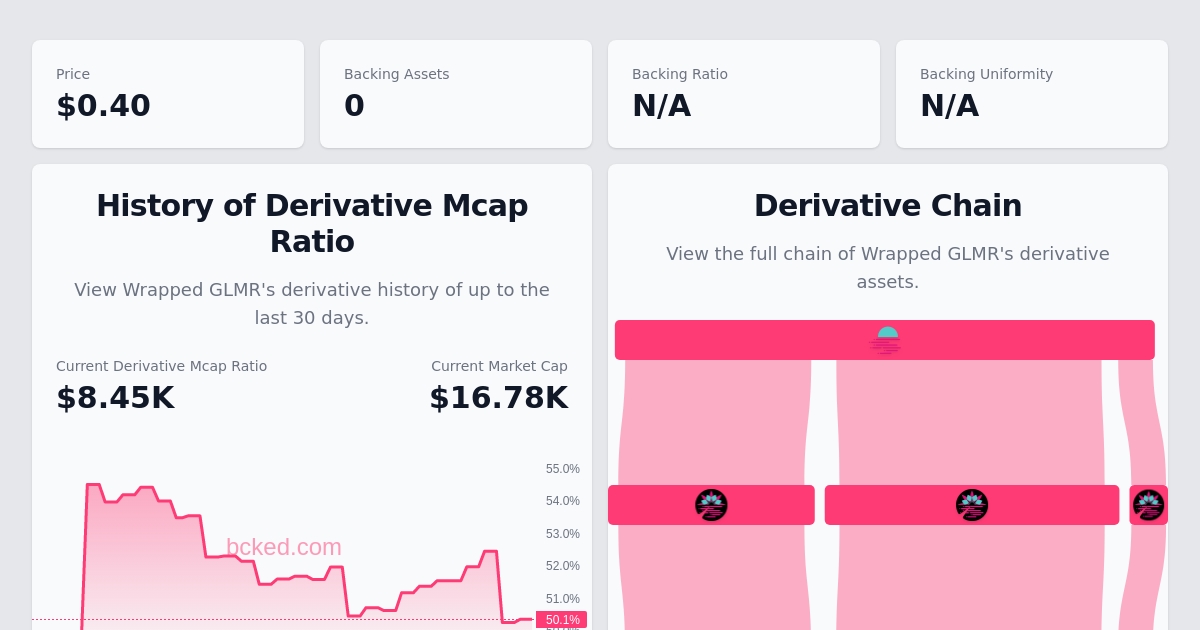 Price
$0.40
Backing Assets
0
Backing Ratio
N/A
Backing Uniformity
N/A
History of Derivative Mcap
Ratio
View Wrapped GLMR's derivative history of up to the
last 30 days.
Current Derivative Mcap Ratio
$8.45K
Current Market Cap
$16.78K
55.0%
54.0%
53.0%
52.0%
51.0%
50.1%
bcked.com
Derivative Chain
View the full chain of Wrapped GLMR's derivative
assets.